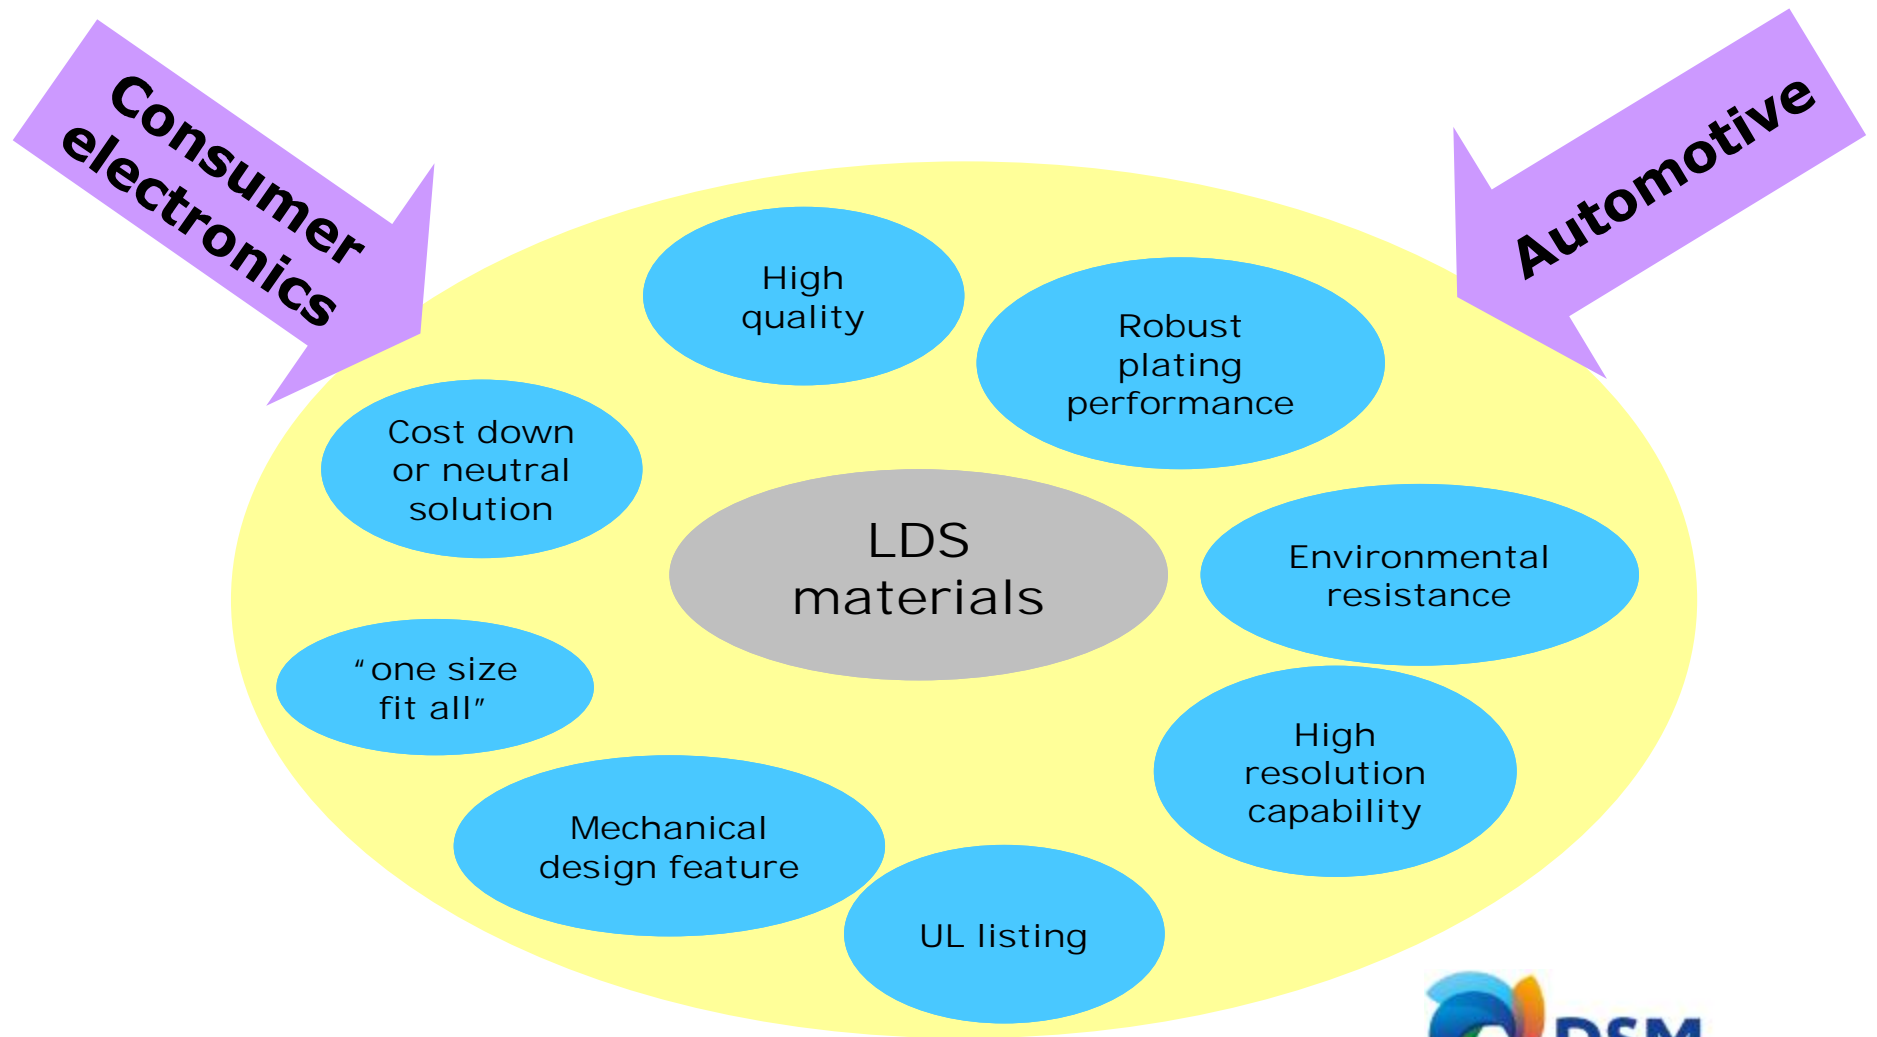 Consumer
electronics
Automotive
High
quality
Robust
plating
performance
Cost down
or neutral
solution
LDS
materials
Environmental
resistance
“one size
fit all”
High
resolution
capability
Mechanical
design feature
UL listing
DSM